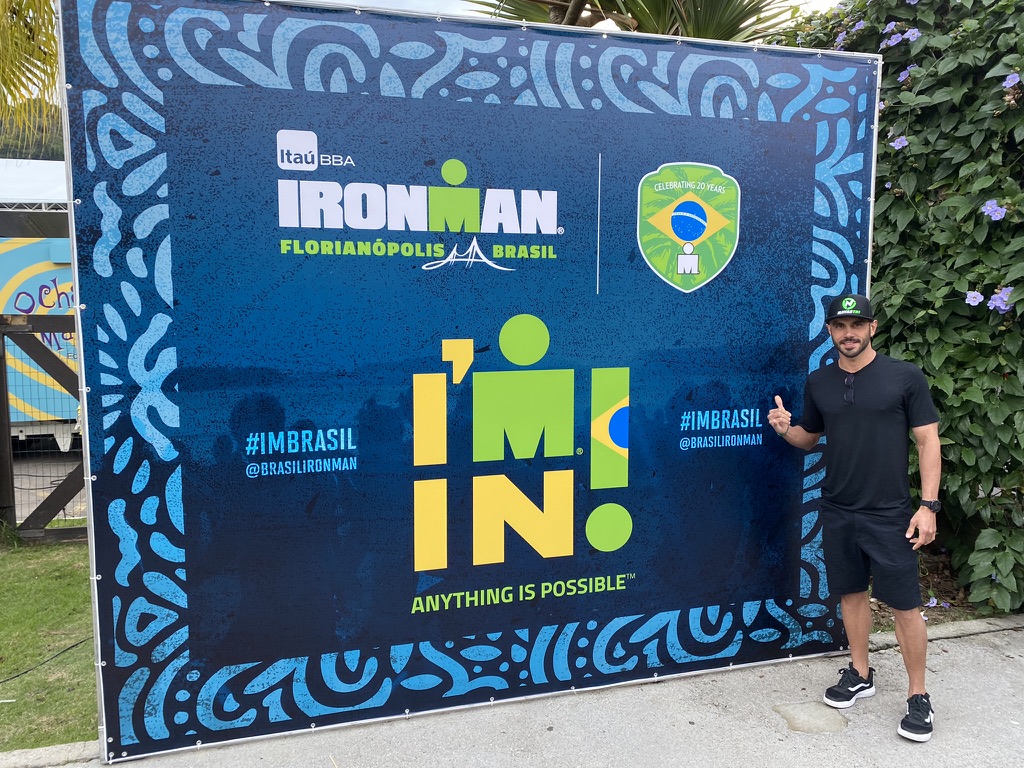 Itaú BBA
IRONMAN®
FLORIANÓPOLIS BRASIL
CELEBRATING 20 YEARS
M
I'M®!
IN
#IMBRASIL
@BRASILIRONMAN
#IMBRASIL
@BRASILIRONMAN
ANYTHING IS POSSIBLE™